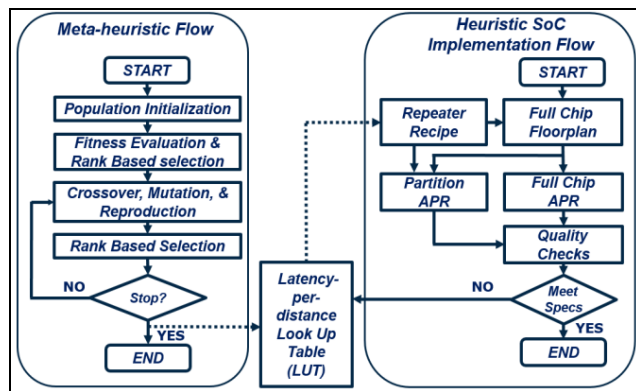 Meta-heuristic Flow
START
Population Initialization
Fitness Evaluation &
Rank Based selection
Crossover, Mutation, &
Reproduction
Rank Based Selection
NO
Stop?
YES
END
Latency-
per-
distance
Look Up
Table
(LUT)
Heuristic SoC
Implementation Flow
START
Repeater
Recipe
Full Chip
Floorplan
Partition
APR
Full Chip
APR
Quality
Checks
NO
Meet
Specs
YES
END